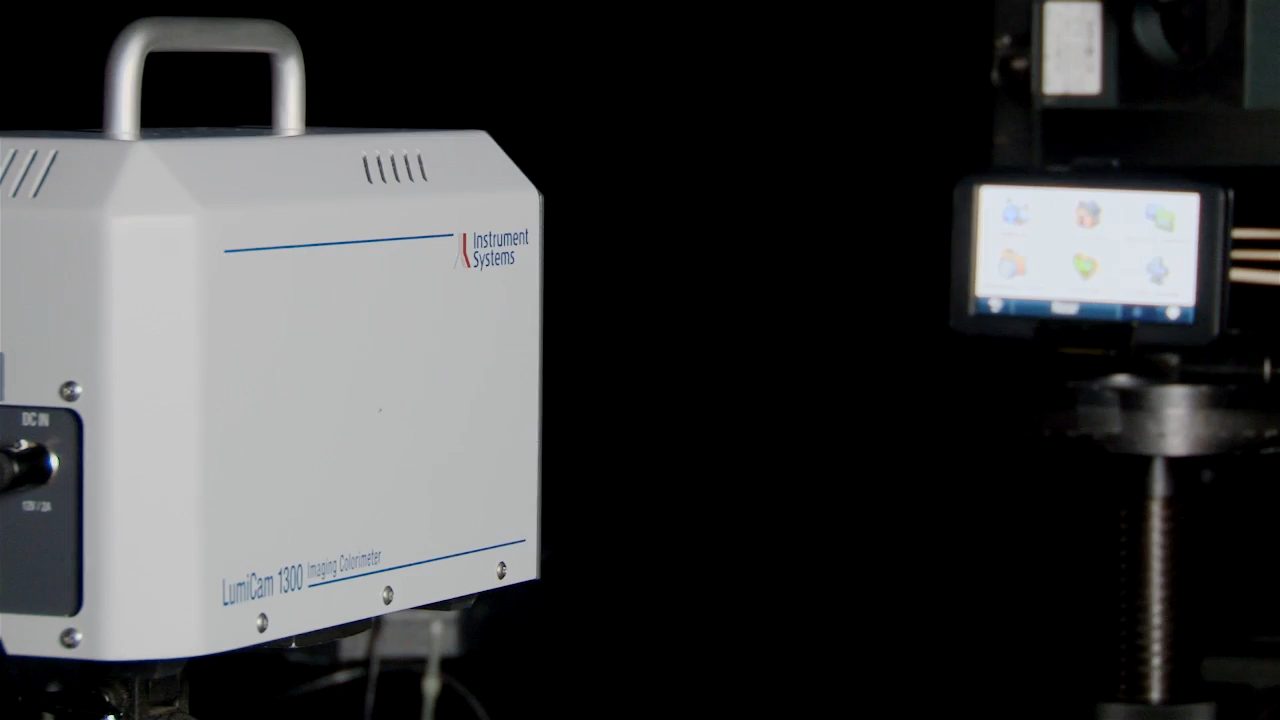 Instrument
Systems
DC IN
12V / 2A
LumiCam 1300 Imaging Colorimeter